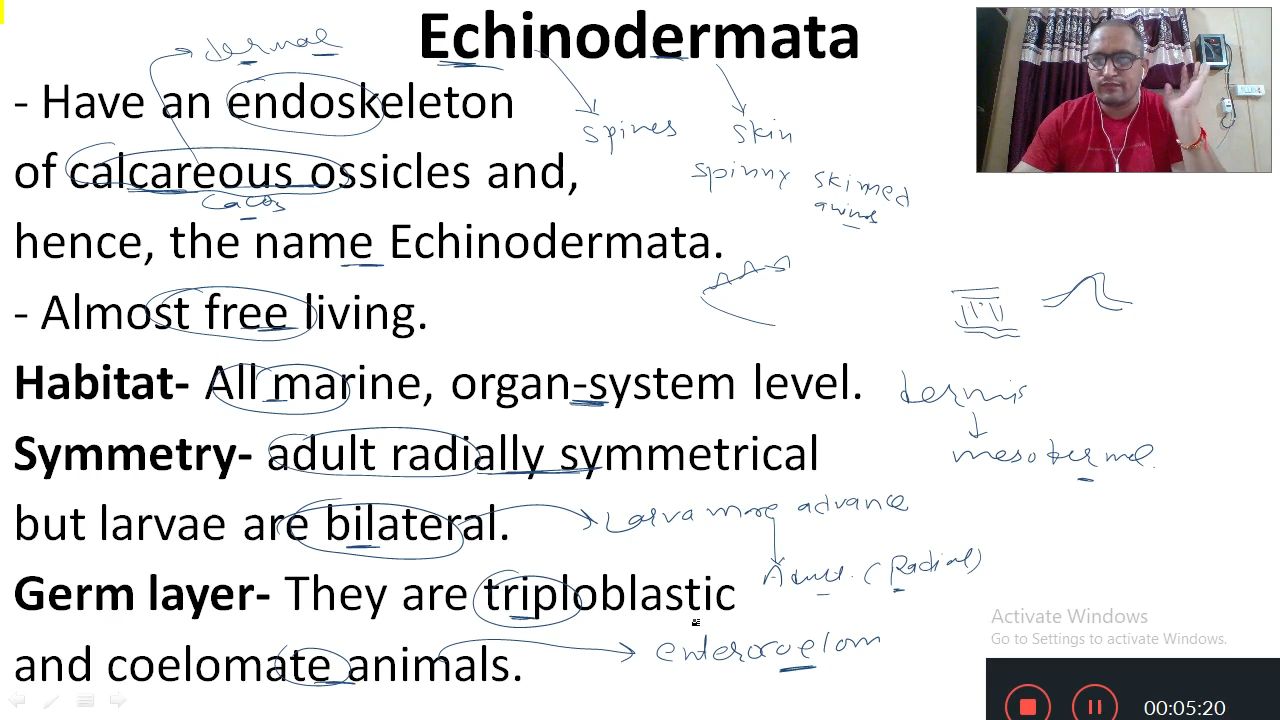 Echinodermata
dermal
- Have an endoskeleton
spines skin
of calcareous ossicles and,
spinny skinned
CaCO3
hence, the name Echinodermata.
- Almost free living.
Habitat- All marine, organ-system level.
dermis
Symmetry- adult radially symmetrical
mesodermal.
but larvae are bilateral.
Larva more advance
Germ layer- They are triploblastic
Adult. (Radial)
enterocoelom
and coelomate animals.
Activate Windows
Go to Settings to activate Windows.
00:05:20